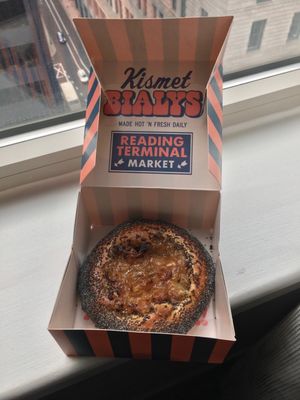 Kismet
BIALYS
MADE HOT 'N FRESH DAILY
READING
TERMINAL
MARKET